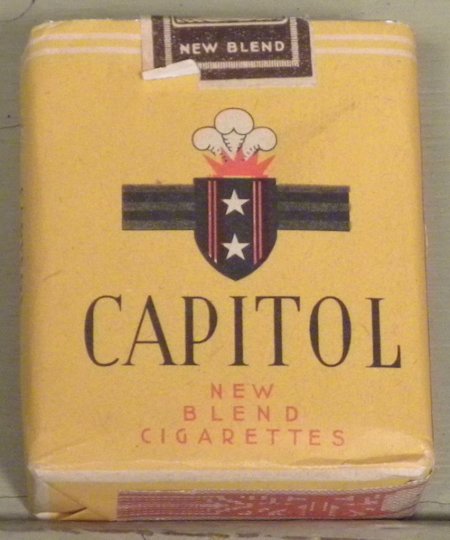 NEW BLEND
CAPITOL
NEW
BLEND
CIGARETTES